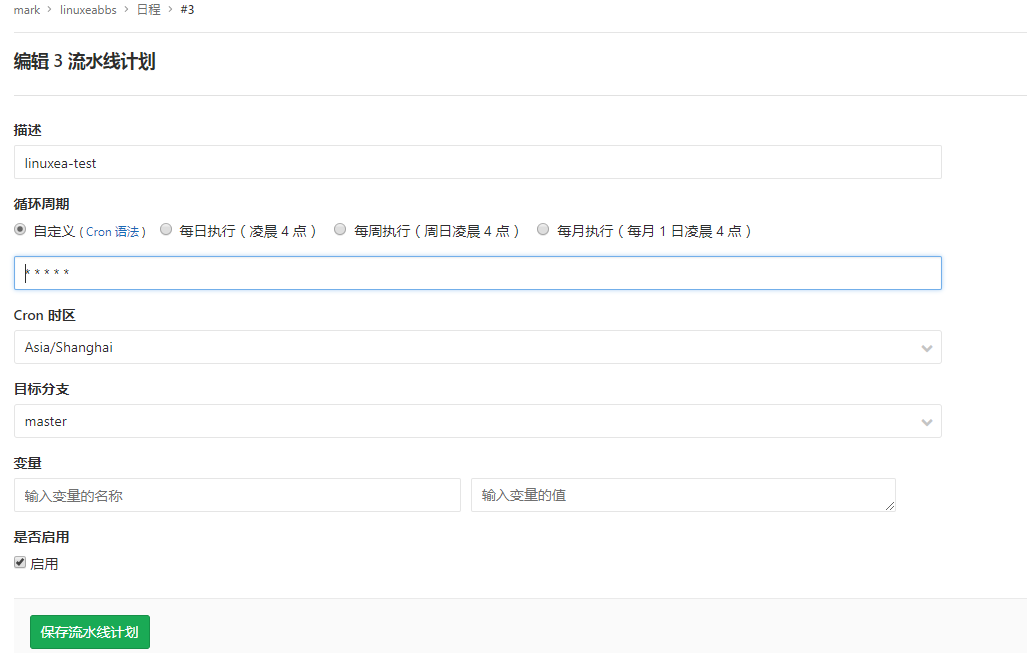 mark › linuxeabbs › 日程 › #3
编辑 3 流水线计划
描述
linuxea-test
循环周期
自定义 ( Cron 语法 ) 每日执行（凌晨 4 点） 每周执行（周日凌晨 4 点） 每月执行（每月 1 日凌晨 4 点）
* * * * *
Cron 时区
Asia/Shanghai
目标分支
master
变量
输入变量的名称 输入变量的值
是否启用
启用
保存流水线计划